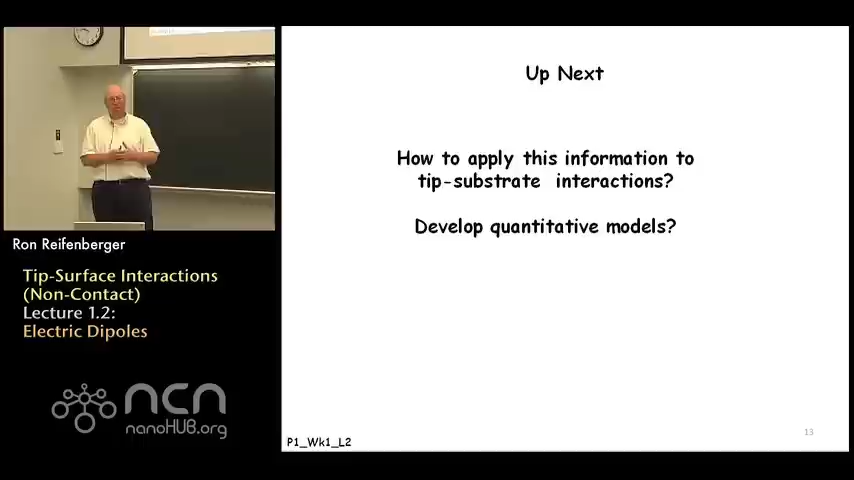 Up Next
How to apply this information to
tip-substrate interactions?
Develop quantitative models?
Ron Reifenberger
Tip-Surface Interactions
(Non-Contact)
Lecture 1.2:
Electric Dipoles
ncn
nanoHUB.org
P1_Wk1_L2
13